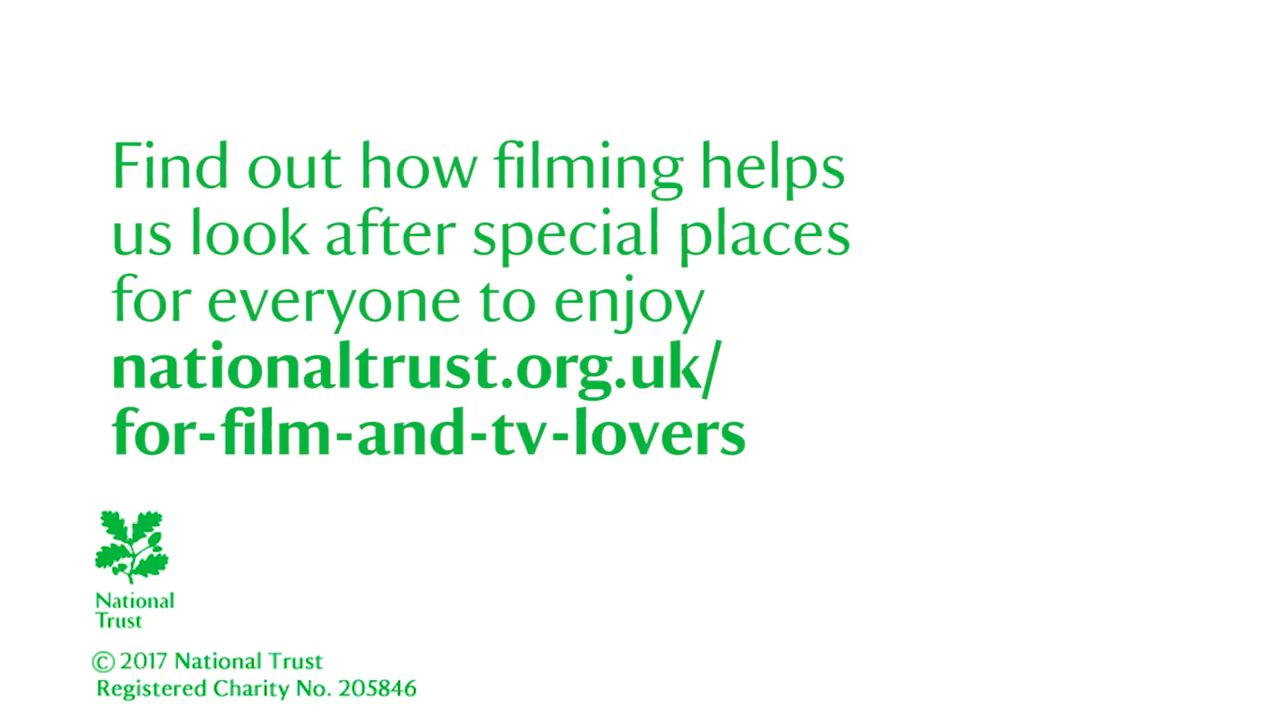 Find out how filming helps
us look after special places
for everyone to enjoy
nationaltrust.org.uk/
for-film-and-tv-lovers
National
Trust
© 2017 National Trust
Registered Charity No. 205846